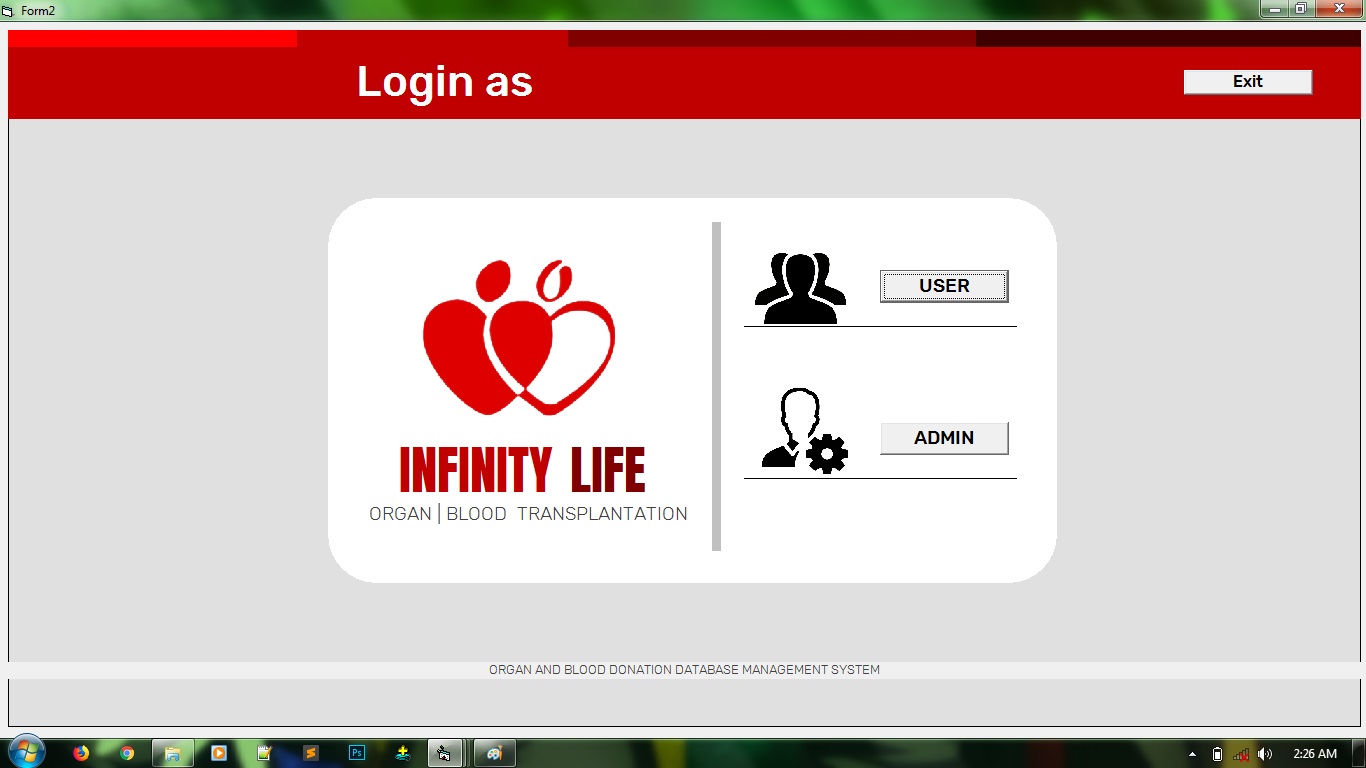 Form2
Login as
Exit
USER
ADMIN
INFINITY LIFE
ORGAN | BLOOD TRANSPLANTATION
ORGAN AND BLOOD DONATION DATABASE MANAGEMENT SYSTEM
Ps
2:26 AM